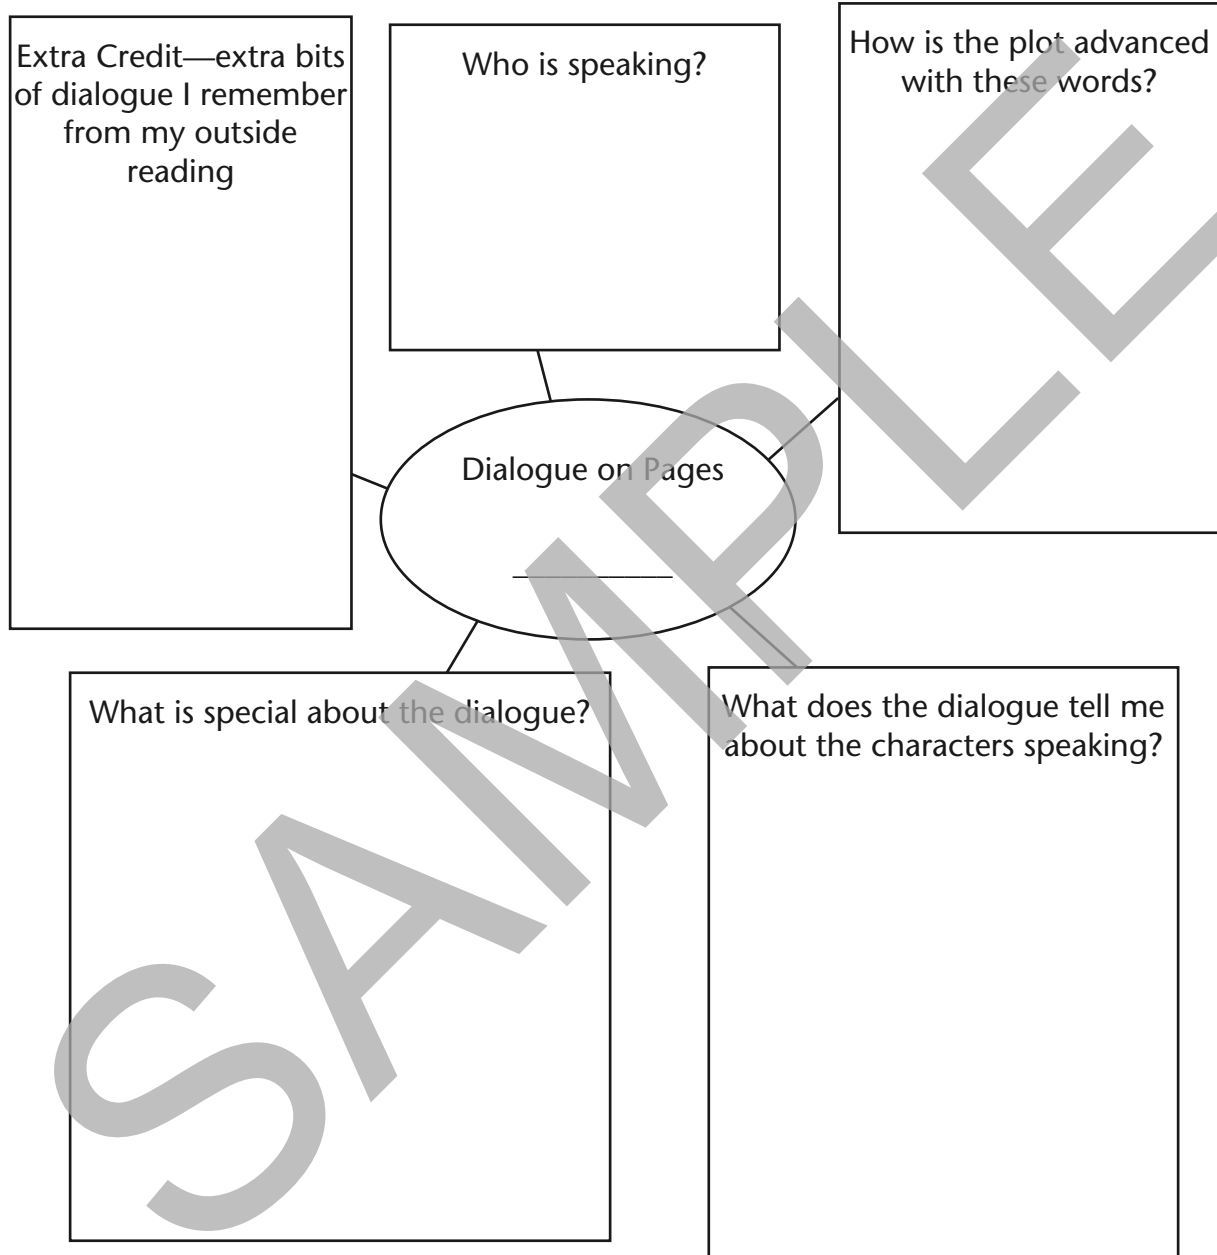 Extra Credit—extra bits
of dialogue I remember
from my outside
reading
Who is speaking?
How is the plot advanced
with these words?
Dialogue on Pages
__________
What is special about the dialogue?
What does the dialogue tell me
about the characters speaking?
SAMPLE